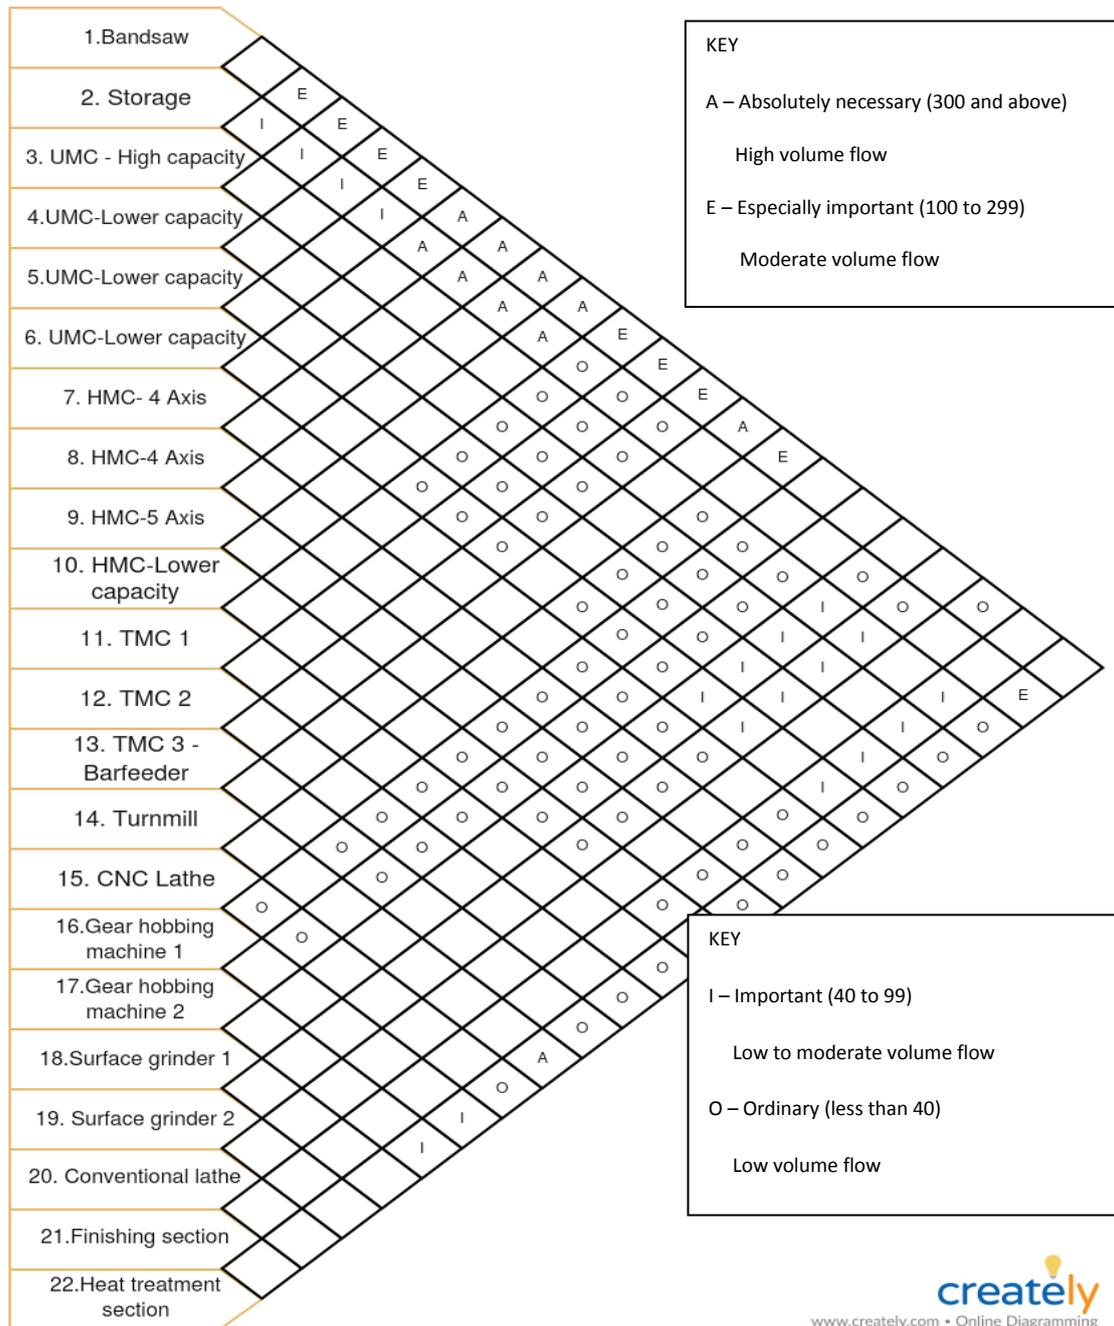 1.Bandsaw
2. Storage
3. UMC - High capacity
4.UMC-Lower capacity
5.UMC-Lower capacity
6. UMC-Lower capacity
7. HMC- 4 Axis
8. HMC-4 Axis
9. HMC-5 Axis
10. HMC-Lower
capacity
11. TMC 1
12. TMC 2
13. TMC 3 -
Barfeeder
14. Turnmill
15. CNC Lathe
16.Gear hobbing
machine 1
17.Gear hobbing
machine 2
18.Surface grinder 1
19. Surface grinder 2
20. Conventional lathe
21.Finishing section
22.Heat treatment
section
E
I E
I E
I E
I A
A A
A A
A A
A E
O E
O O E
O O O A
O O O E
O O O
O O O
O O O
O O O O
O O O I O O
O O I I
O O I I
O O I I I E
O O O I I O
O O O O I O
O O O O I O
O O O O O O
O O O O O
O O O
O O O
O
O
O
O
A
O
I
I
KEY
A – Absolutely necessary (300 and above)
High volume flow
E – Especially important (100 to 299)
Moderate volume flow
KEY
I – Important (40 to 99)
Low to moderate volume flow
O – Ordinary (less than 40)
Low volume flow
creately
www.creately.com • Online Diagramming